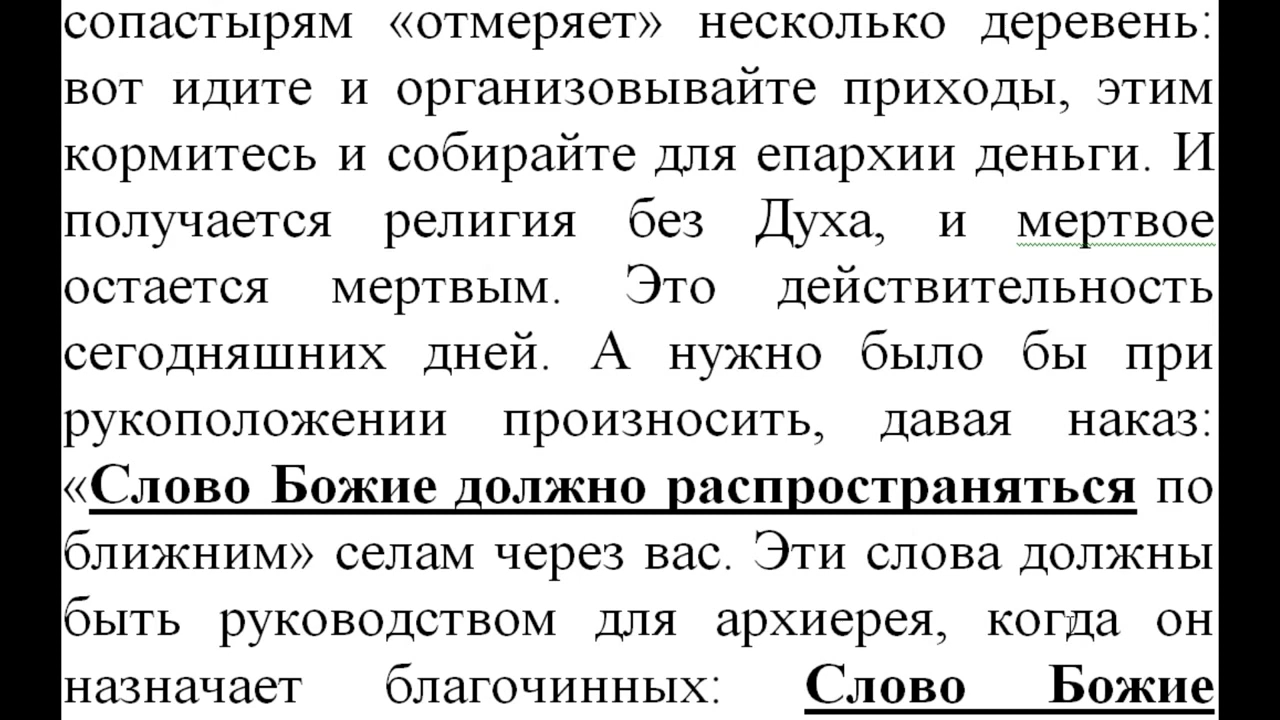 сопастырям «отмеряет» несколько деревень:
вот идите и организовывайте приходы, этим
кормитесь и собирайте для епархии деньги. И
получается религия без Духа, и мертвое
остается мертвым. Это действительность
сегодняшних дней. А нужно было бы при
рукоположении произносить, давая наказ:
«Слово Божие должно распространяться по
ближним» селам через вас. Эти слова должны
быть руководством для архиерея, когда он
назначает благочинных: Слово Божие